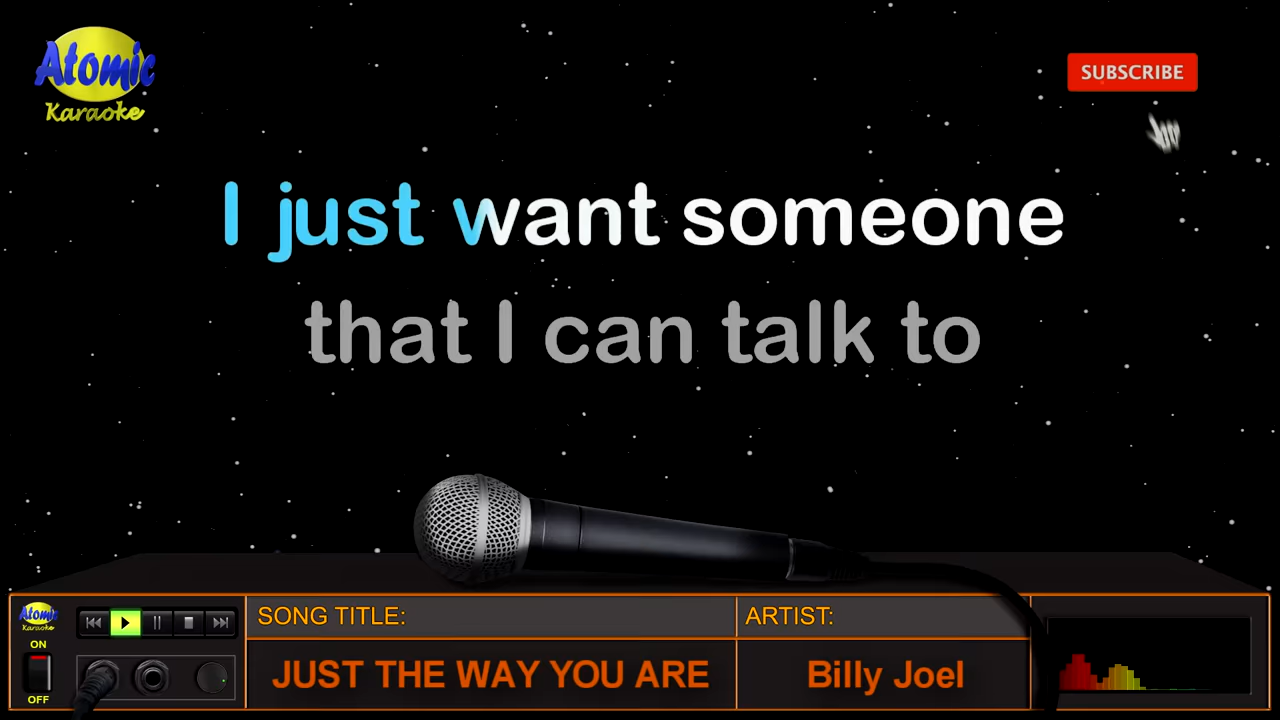 Atomic
Karaoke
SUBSCRIBE
I just want someone
that I can talk to
Atomic
Karaoke
ON
OFF
SONG TITLE:
JUST THE WAY YOU ARE
ARTIST:
Billy Joel